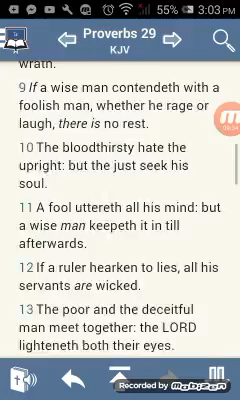 55% 3:03 PM
Proverbs 29
KJV
wrath.
9 If a wise man contendeth with a
foolish man, whether he rage or
laugh, there is no rest.
10 The bloodthirsty hate the
upright: but the just seek his
soul.
11 A fool uttereth all his mind: but
a wise man keepeth it in till
afterwards.
12 If a ruler hearken to lies, all his
servants are wicked.
13 The poor and the deceitful
man meet together: the LORD
lighteneth both their eyes.
Recorded by Mobizen